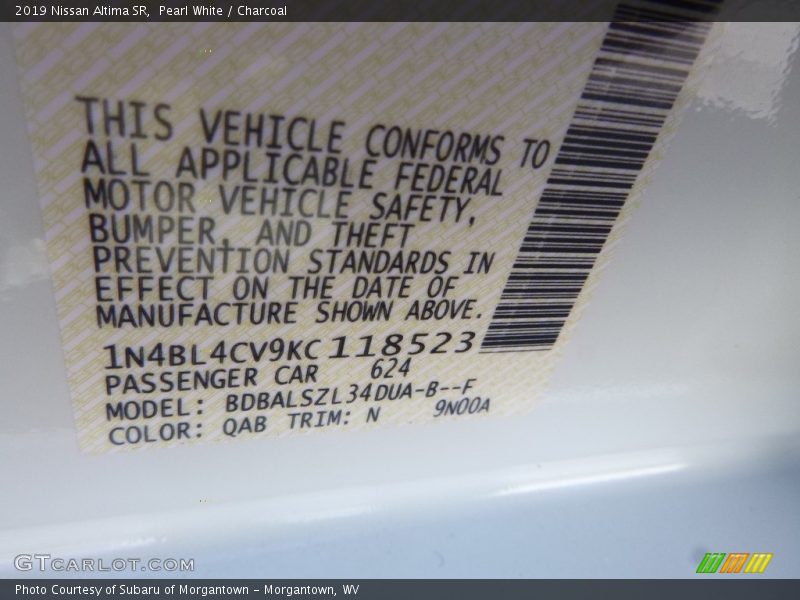 2019 Nissan Altima SR,  Pearl White / Charcoal
THIS VEHICLE CONFORMS TO
ALL APPLICABLE FEDERAL
MOTOR VEHICLE SAFETY,
BUMPER, AND THEFT
PREVENTION STANDARDS IN
EFFECT ON THE DATE OF
MANUFACTURE SHOWN ABOVE.
1N4BL4CV9KC118523
PASSENGER CAR 624
MODEL: BDBALSZL34DUA-B--F
COLOR: QAB TRIM: N 9N00A
GTCARLOT.COM
Photo Courtesy of Subaru of Morgantown - Morgantown, WV